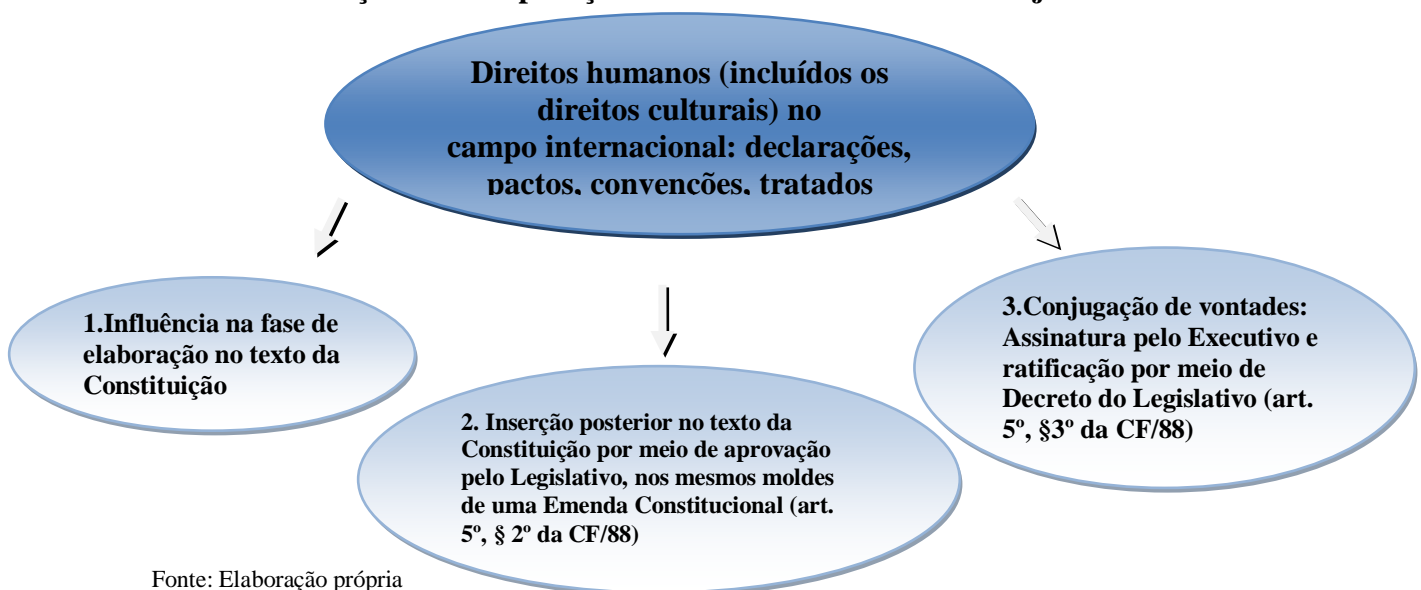 Direitos humanos (incluídos os
direitos culturais) no
campo internacional: declarações,
pactos, convenções, tratados
1.Influência na fase de
elaboração no texto da
Constituição
2. Inserção posterior no texto da
Constituição por meio de aprovação
pelo Legislativo, nos mesmos moldes
de uma Emenda Constitucional (art.
5º, § 2º da CF/88)
3.Conjugação de vontades:
Assinatura pelo Executivo e
ratificação por meio de
Decreto do Legislativo (art.
5º, §3º da CF/88)
Fonte: Elaboração própria